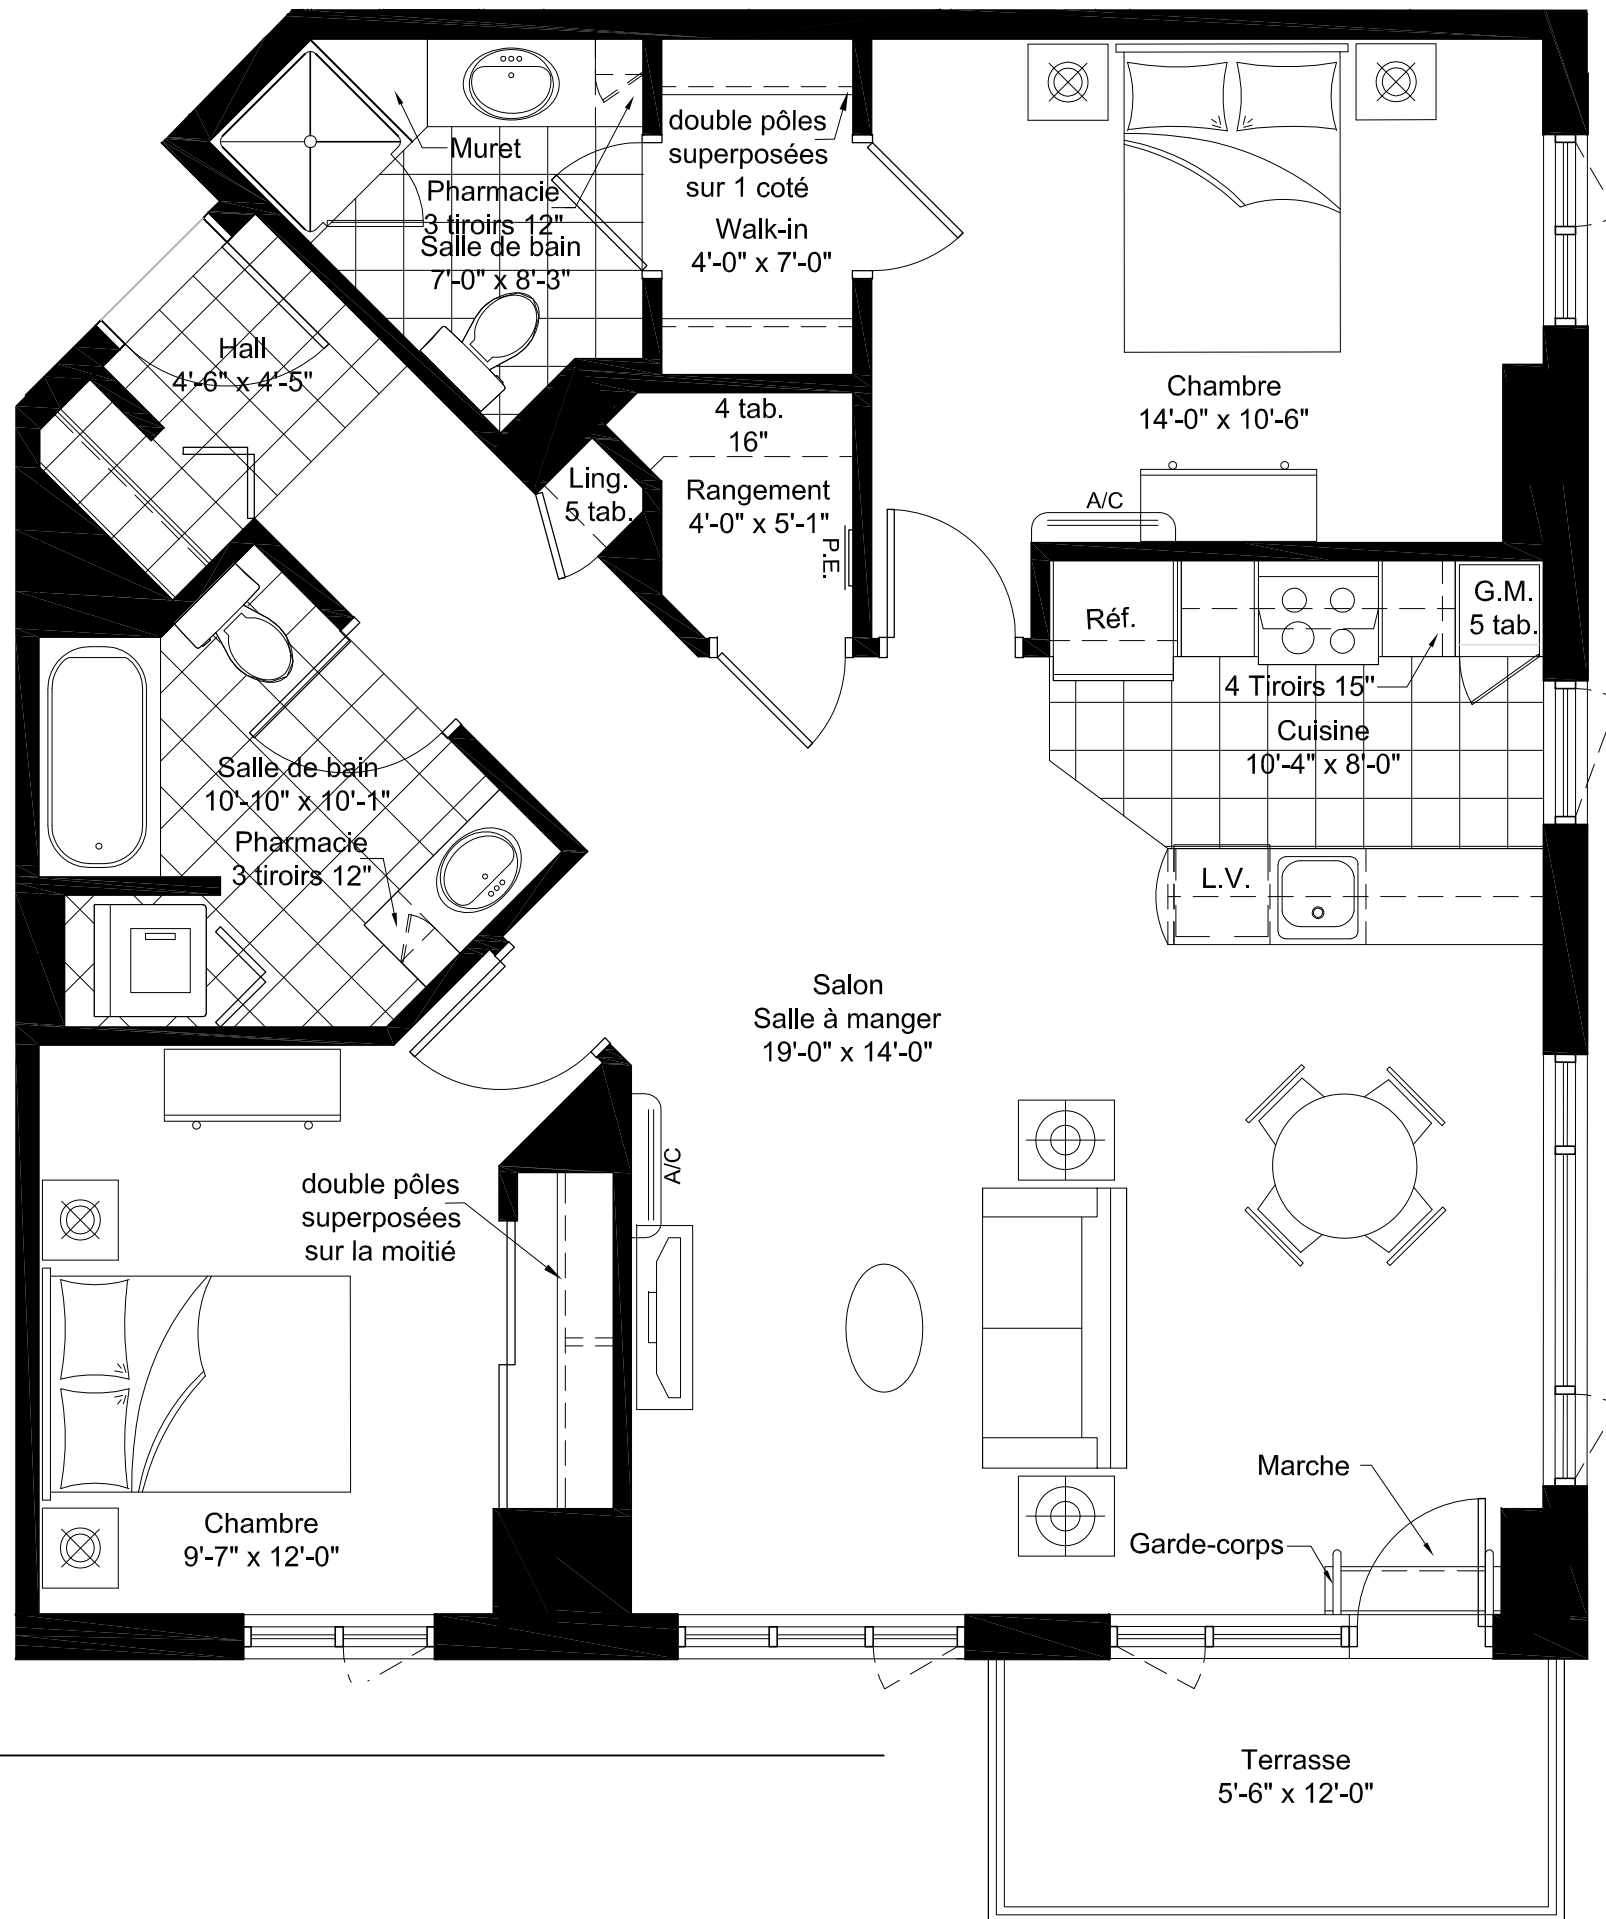 Muret
Pharmacie
3 tiroirs 12"
Salle de bain
7'-0" x 8'-3"
double pôles
superposées
sur 1 coté
Walk-in
4'-0" x 7'-0"
Hall
4'-6" x 4'-5"
Chambre
14'-0" x 10'-6"
4 tab.
16"
Ling.
5 tab.
Rangement
4'-0" x 5'-1"
P.E.
A/C
Réf.
G.M.
5 tab.
4 Tiroirs 15"
Cuisine
10'-4" x 8'-0"
Salle de bain
10'-10" x 10'-1"
Pharmacie
3 tiroirs 12"
L.V.
Salon
Salle à manger
19'-0" x 14'-0"
A/C
double pôles
superposées
sur la moitié
Chambre
9'-7" x 12'-0"
Marche
Garde-corps
Terrasse
5'-6" x 12'-0"